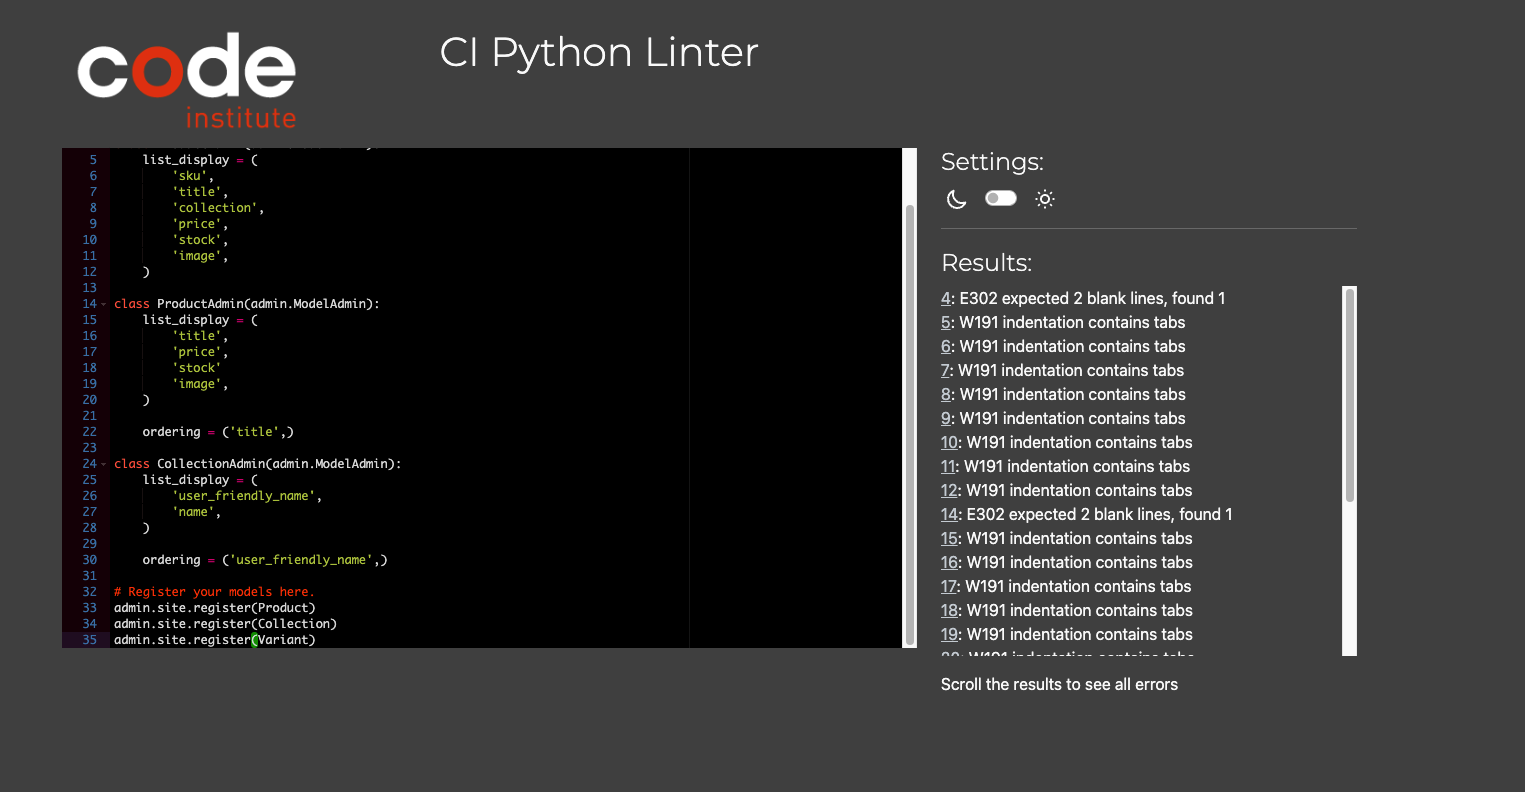 code
institute
CI Python Linter
5 list_display = (
6 'sku',
7 'title',
8 'collection',
9 'price',
10 'stock',
11 'image',
12 )
13
14 class ProductAdmin(admin.ModelAdmin):
15 list_display = (
16 'title',
17 'price',
18 'stock'
19 'image',
20 )
21
22 ordering = ('title',)
23
24 class CollectionAdmin(admin.ModelAdmin):
25 list_display = (
26 'user_friendly_name',
27 'name',
28 )
29
30 ordering = ('user_friendly_name',)
31
32 # Register your models here.
33 admin.site.register(Product)
34 admin.site.register(Collection)
35 admin.site.register(Variant)
Settings:
Results:
4: E302 expected 2 blank lines, found 1
5: W191 indentation contains tabs
6: W191 indentation contains tabs
7: W191 indentation contains tabs
8: W191 indentation contains tabs
9: W191 indentation contains tabs
10: W191 indentation contains tabs
11: W191 indentation contains tabs
12: W191 indentation contains tabs
14: E302 expected 2 blank lines, found 1
15: W191 indentation contains tabs
16: W191 indentation contains tabs
17: W191 indentation contains tabs
18: W191 indentation contains tabs
19: W191 indentation contains tabs
20: W191 indentation contains tabs
Scroll the results to see all errors